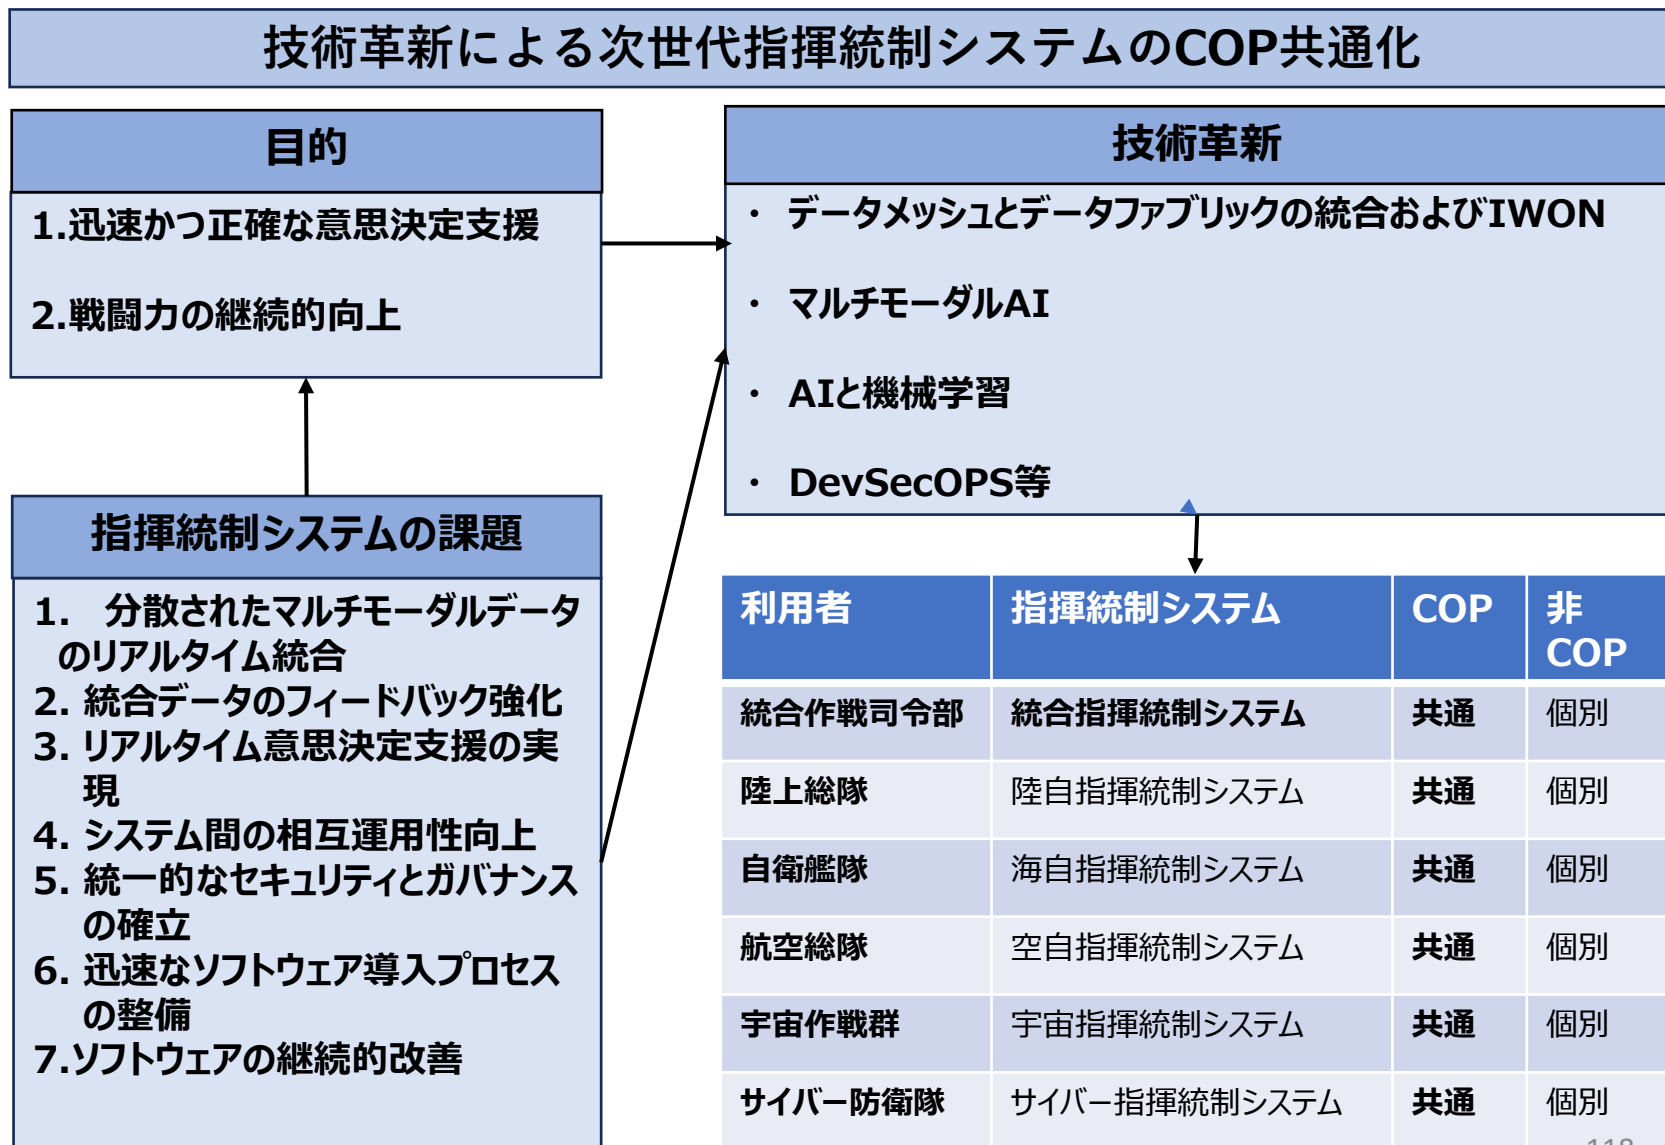 技術革新による次世代指揮統制システムのCOP共通化
目的
1.迅速かつ正確な意思決定支援
2.戦闘力の継続的向上
指揮統制システムの課題
1. 分散されたマルチモーダルデータ
のリアルタイム統合
2. 統合データのフィードバック強化
3. リアルタイム意思決定支援の実
現
4. システム間の相互運用性向上
5. 統一的なセキュリティとガバナンス
の確立
6. 迅速なソフトウェア導入プロセス
の整備
7.ソフトウェアの継続的改善
技術革新
・ データメッシュとデータファブリックの統合およびIWON
・ マルチモーダルAI
・ AIと機械学習
・ DevSecOPS等
利用者 指揮統制システム COP 非
COP
統合作戦司令部 統合指揮統制システム 共通 個別
陸上総隊 陸自指揮統制システム 共通 個別
自衛艦隊 海自指揮統制システム 共通 個別
航空総隊 空自指揮統制システム 共通 個別
宇宙作戦群 宇宙指揮統制システム 共通 個別
サイバー防衛隊 サイバー指揮統制システム 共通 個別